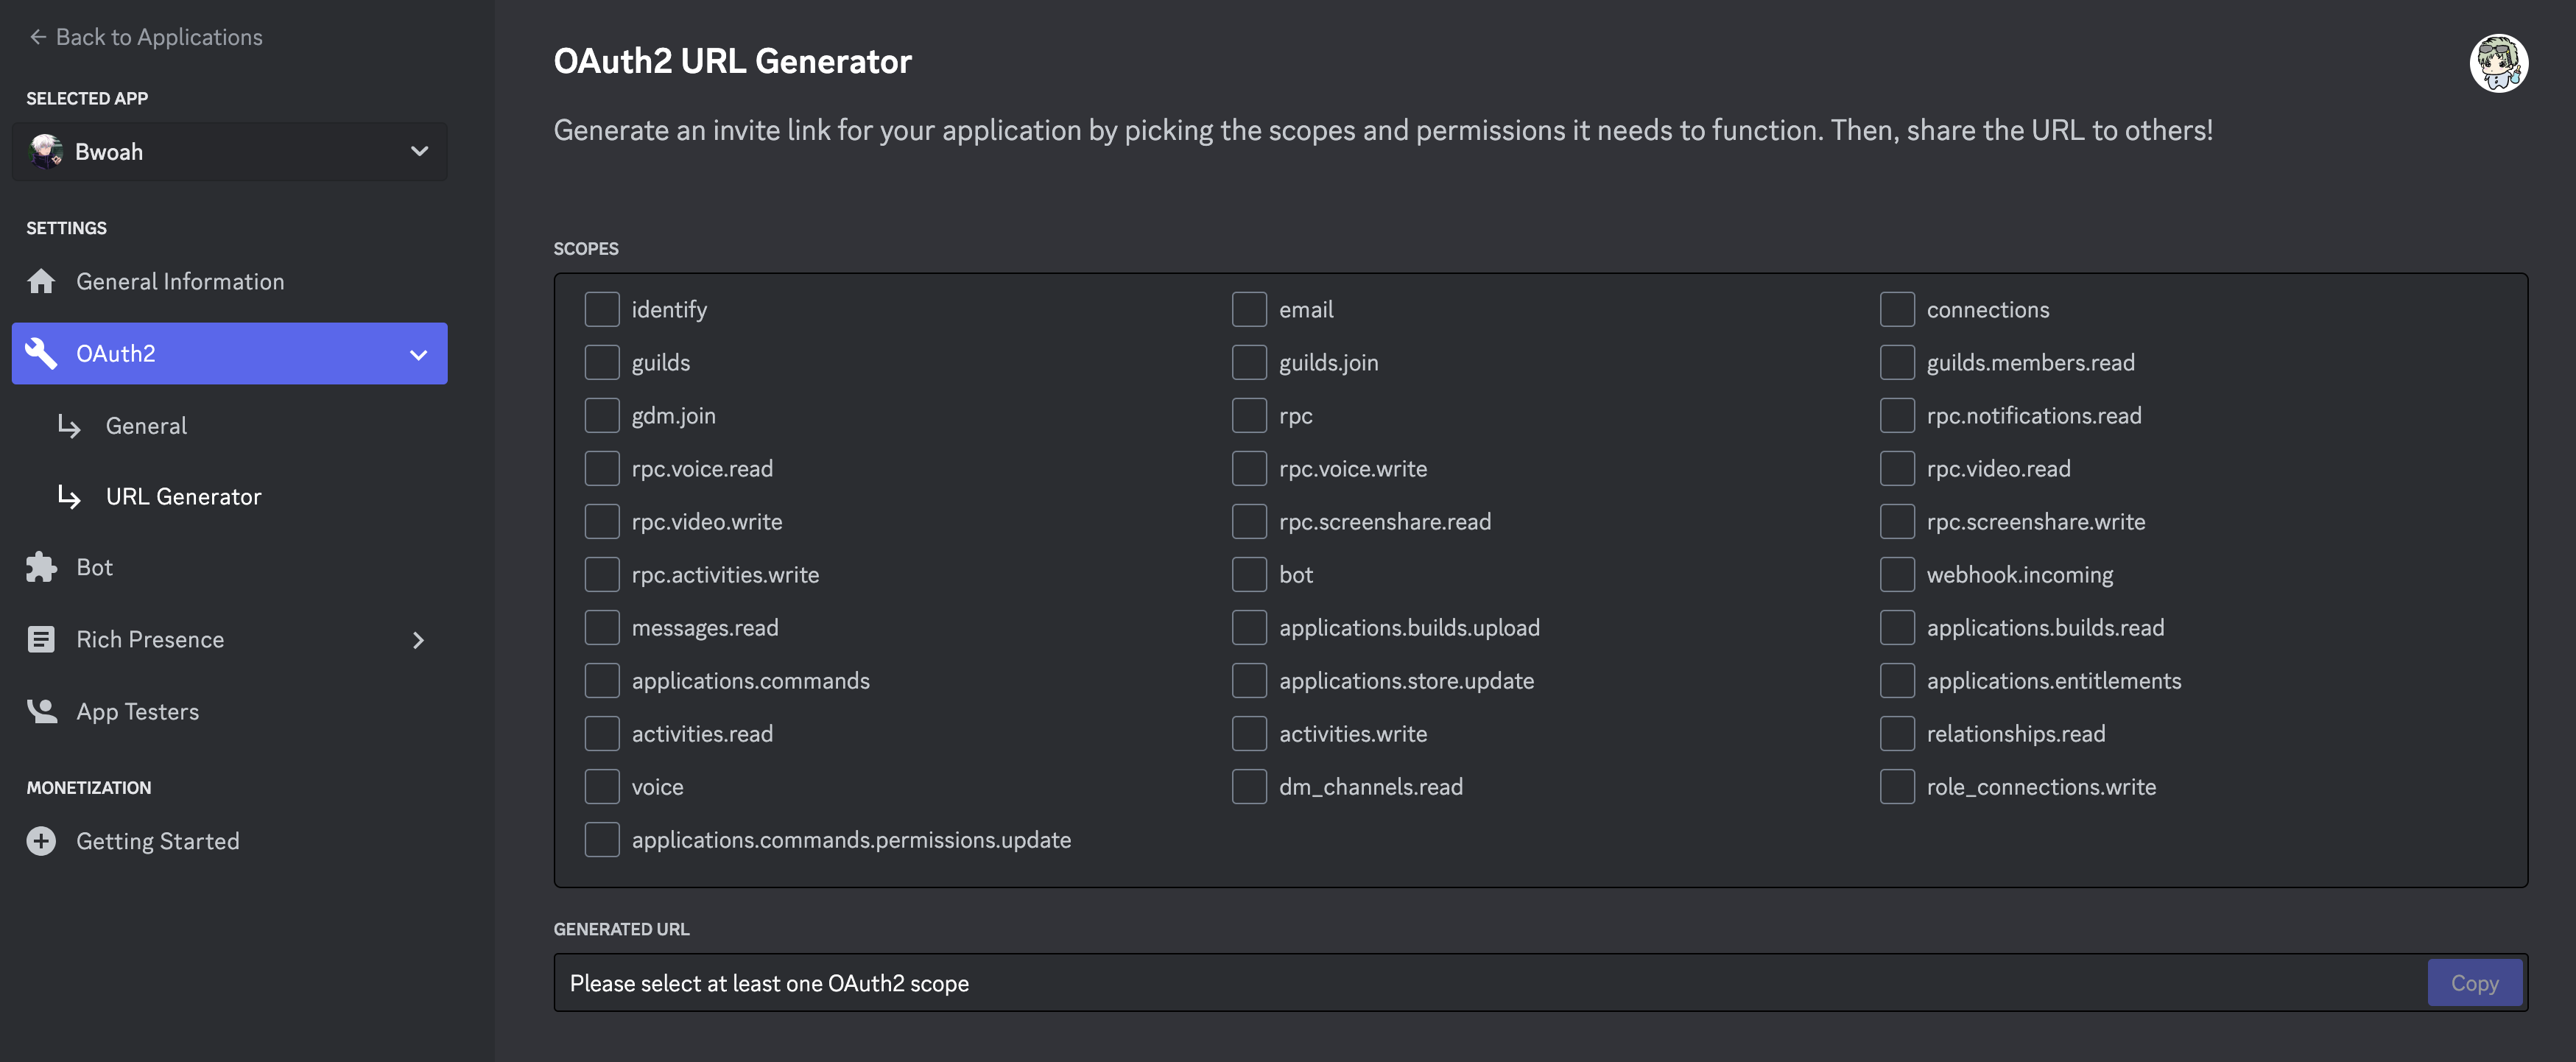 ← Back to Applications
SELECTED APP
Bwoah
SETTINGS
General Information
OAuth2
General
URL Generator
Bot
Rich Presence
App Testers
MONETIZATION
Getting Started
OAuth2 URL Generator
Generate an invite link for your application by picking the scopes and permissions it needs to function. Then, share the URL to others!
SCOPES
identify email connections
guilds guilds.join guilds.members.read
gdm.join rpc rpc.notifications.read
rpc.voice.read rpc.voice.write rpc.video.read
rpc.video.write rpc.screenshare.read rpc.screenshare.write
rpc.activities.write bot webhook.incoming
messages.read applications.builds.upload applications.builds.read
applications.commands applications.store.update applications.entitlements
activities.read activities.write relationships.read
voice dm_channels.read role_connections.write
applications.commands.permissions.update
GENERATED URL
Please select at least one OAuth2 scope Copy